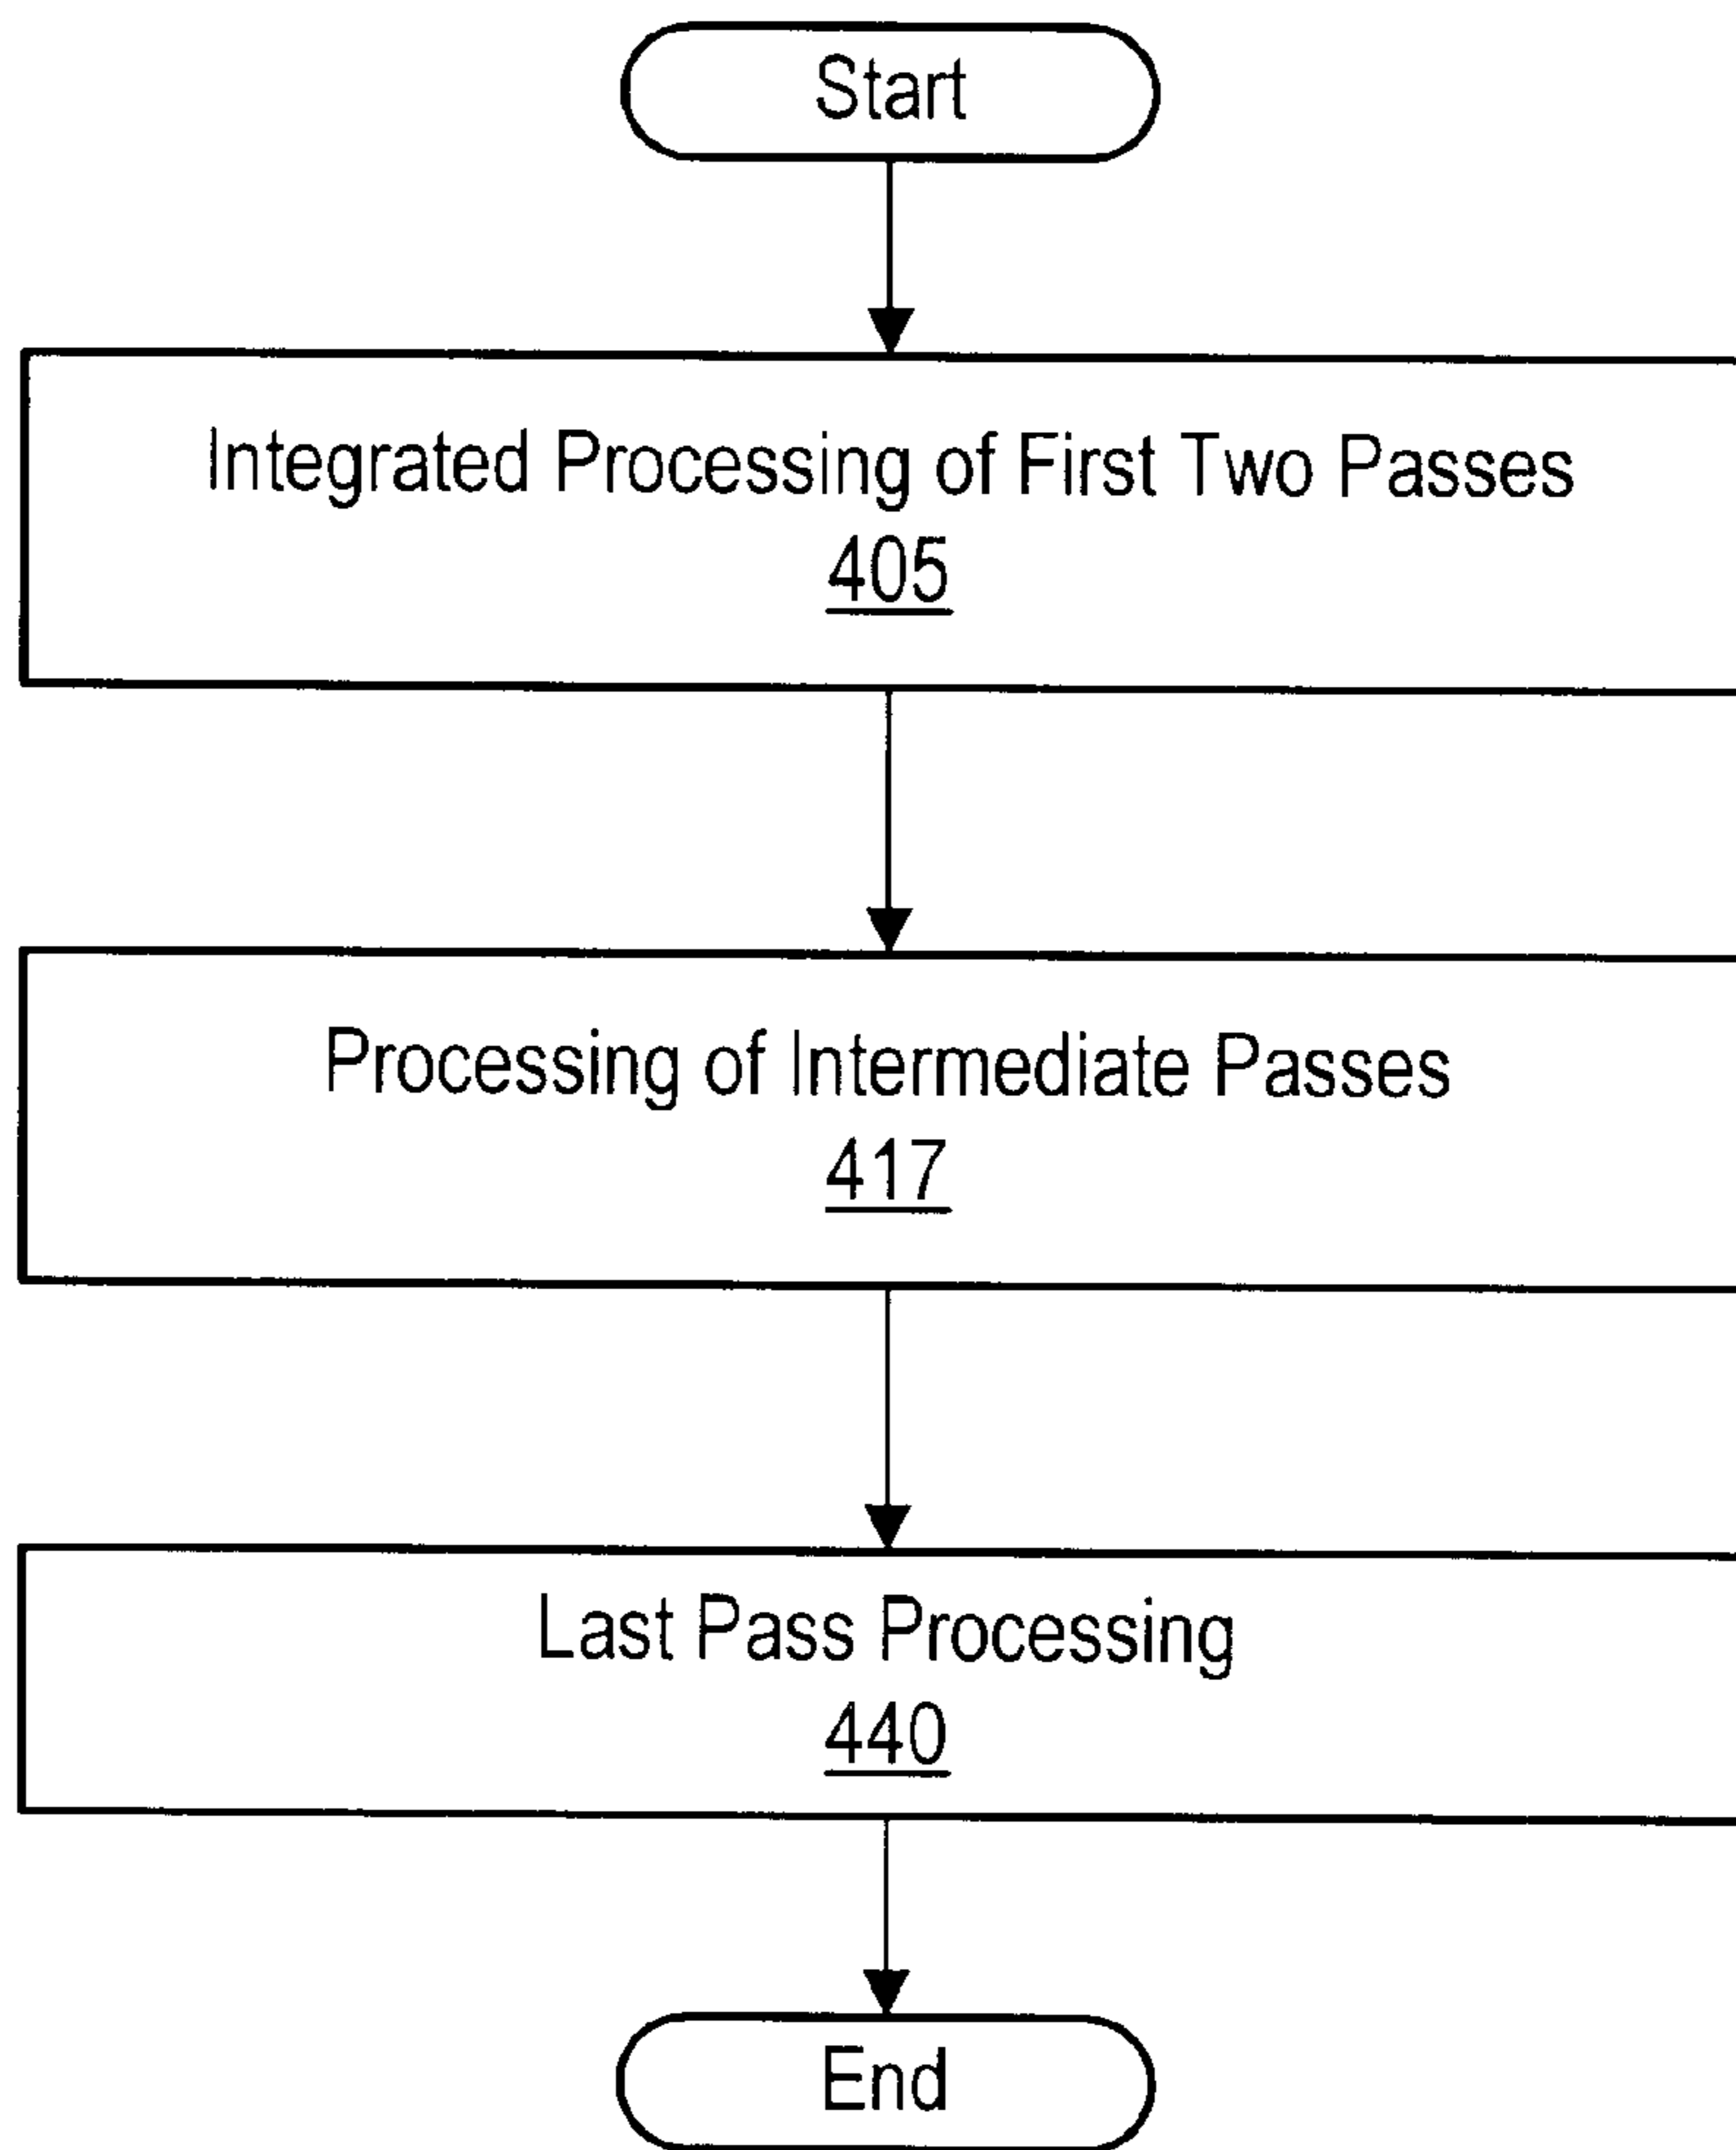 Start
Integrated Processing of First Two Passes
405
Processing of Intermediate Passes
417
Last Pass Processing
440
End